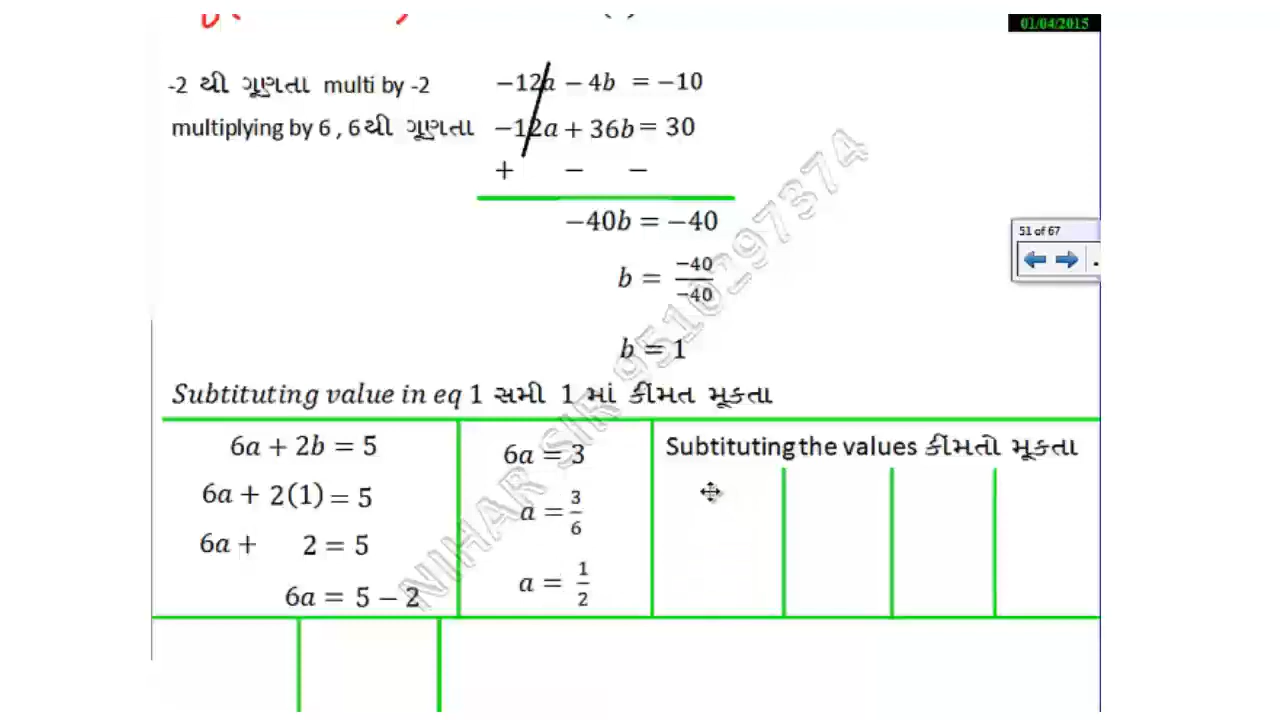 01/04/2015
-2 થી ગૂણતા multi by -2 −12a − 4b = −10
multiplying by 6 , 6થી ગૂણતા −12a + 36b = 30
+ − −
−40b = −40
51 of 67
b = −40/−40
b = 1
Subtituting value in eq 1 સમી 1 માં કીંમત મૂકતા
6a + 2b = 5
6a + 2(1) = 5
6a + 2 = 5
6a = 5 − 2
6a = 3
a = 3/6
a = 1/2
Subtituting the values કીંમતો મૂકતા
NIHAR SIR 9510297374